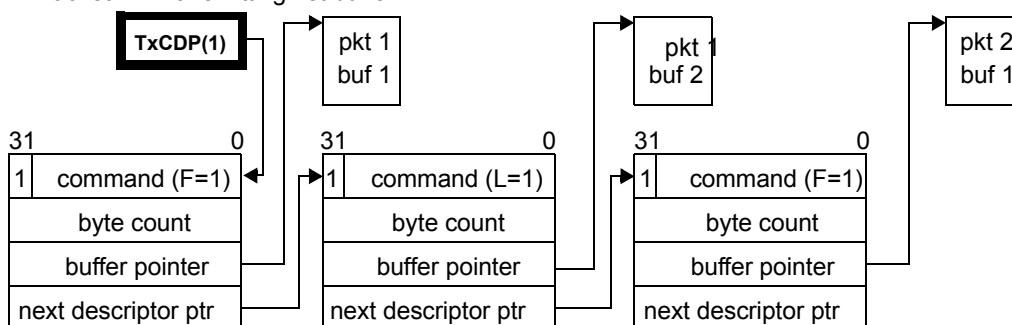 TxCDP(1)
pkt 1
buf 1
pkt 1
buf 2
pkt 2
buf 1
31 0
31 0
31 0
1 command (F=1)
1 command (L=1)
1 command (F=1)
byte count
byte count
byte count
buffer pointer
buffer pointer
buffer pointer
next descriptor ptr
next descriptor ptr
next descriptor ptr